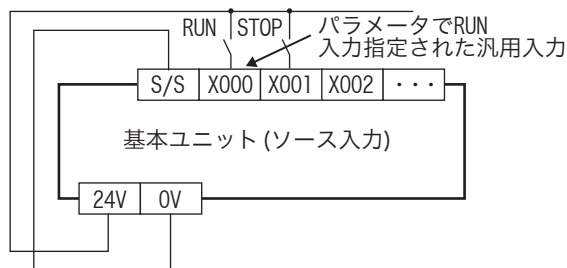 RUN STOP パラメータでRUN
入力指定された汎用入力
S/S X000 X001 X002 ・・・
基本ユニット(ソース入力)
24V 0V